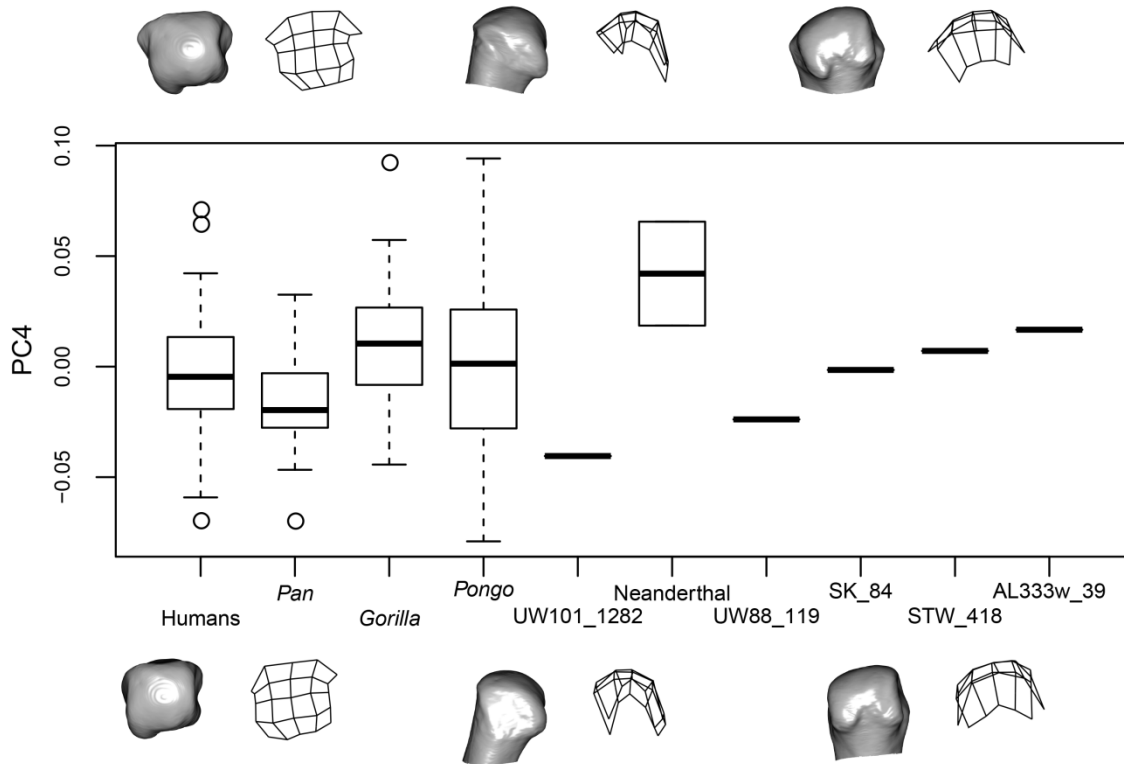 0.10
0.05
0.00
−0.05
PC4
Humans
Pan
Gorilla
Pongo
UW101_1282
Neanderthal
UW88_119
SK_84
STW_418
AL333w_39